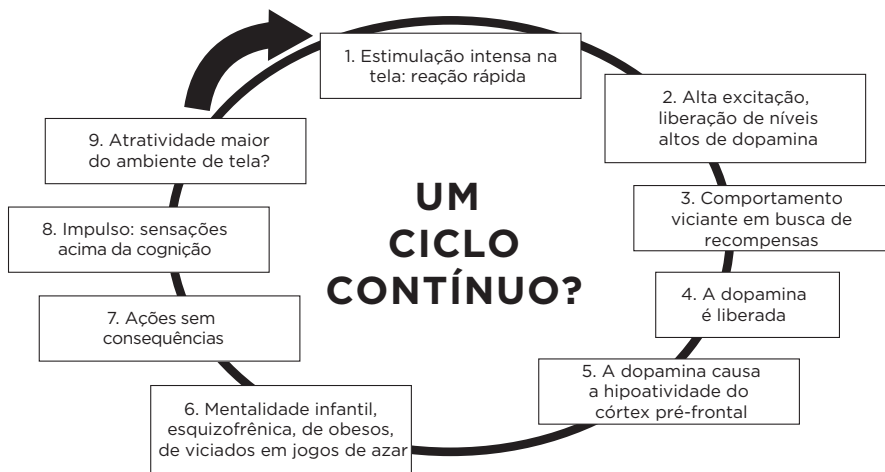 1. Estimulação intensa na
tela: reação rápida
2. Alta excitação,
liberação de níveis
altos de dopamina
3. Comportamento
viciante em busca de
recompensas
4. A dopamina
é liberada
5. A dopamina causa
a hipoatividade do
córtex pré-frontal
6. Mentalidade infantil,
esquizofrênica, de obesos,
de viciados em jogos de azar
7. Ações sem
consequências
8. Impulso: sensações
acima da cognição
9. Atratividade maior
do ambiente de tela?
UM
CICLO
CONTÍNUO?